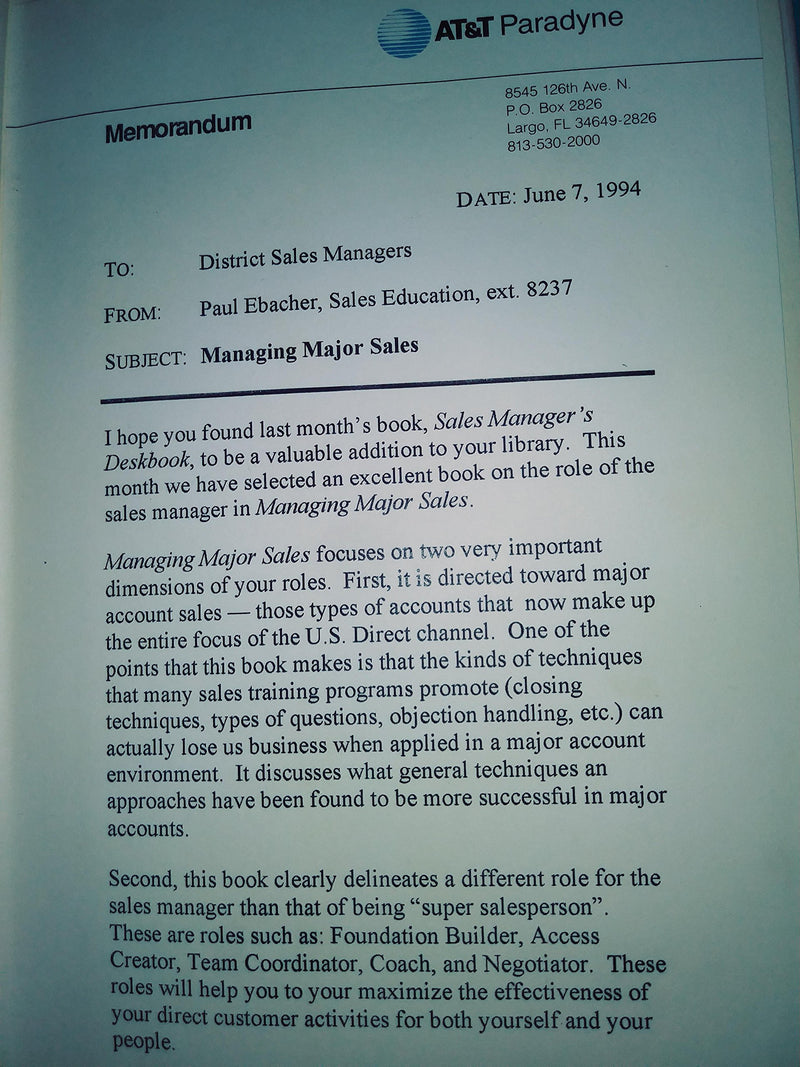 AT&T Paradyne
8545 126th Ave. N.
P.O. Box 2826
Largo, FL 34649-2826
813-530-2000
Memorandum
DATE: June 7, 1994
TO: District Sales Managers
FROM: Paul Ebacher, Sales Education, ext. 8237
SUBJECT: Managing Major Sales
I hope you found last month's book, Sales Manager's
Deskbook, to be a valuable addition to your library. This
month we have selected an excellent book on the role of the
sales manager in Managing Major Sales.
Managing Major Sales focuses on two very important
dimensions of your roles. First, it is directed toward major
account sales — those types of accounts that now make up
the entire focus of the U.S. Direct channel. One of the
points that this book makes is that the kinds of techniques
that many sales training programs promote (closing
techniques, types of questions, objection handling, etc.) can
actually lose us business when applied in a major account
environment. It discusses what general techniques an
approaches have been found to be more successful in major
accounts.
Second, this book clearly delineates a different role for the
sales manager than that of being “super salesperson”.
These are roles such as: Foundation Builder, Access
Creator, Team Coordinator, Coach, and Negotiator. These
roles will help you to your maximize the effectiveness of
your direct customer activities for both yourself and your
people.